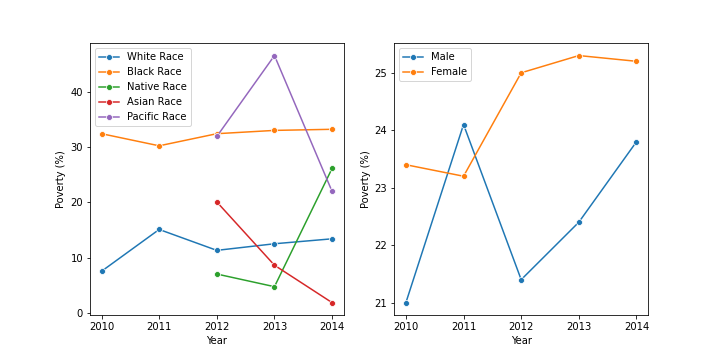 White Race
Black Race
Native Race
Asian Race
Pacific Race
Poverty (%)
40
30
20
10
0
2010 2011 2012 2013 2014
Year
Male
Female
Poverty (%)
25
24
23
22
21
2010 2011 2012 2013 2014
Year